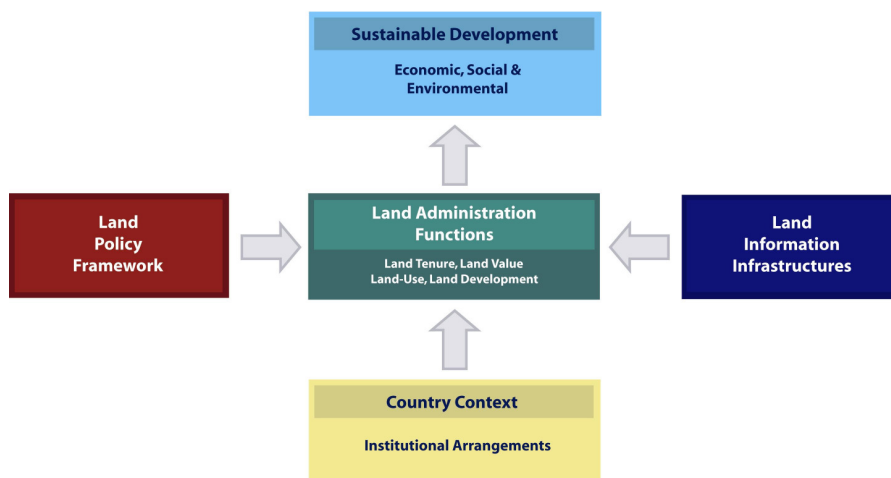 Sustainable Development
Economic, Social &
Environmental
Land
Policy
Framework
Land Administration
Functions
Land Tenure, Land Value
Land-Use, Land Development
Land
Information
Infrastructures
Country Context
Institutional Arrangements